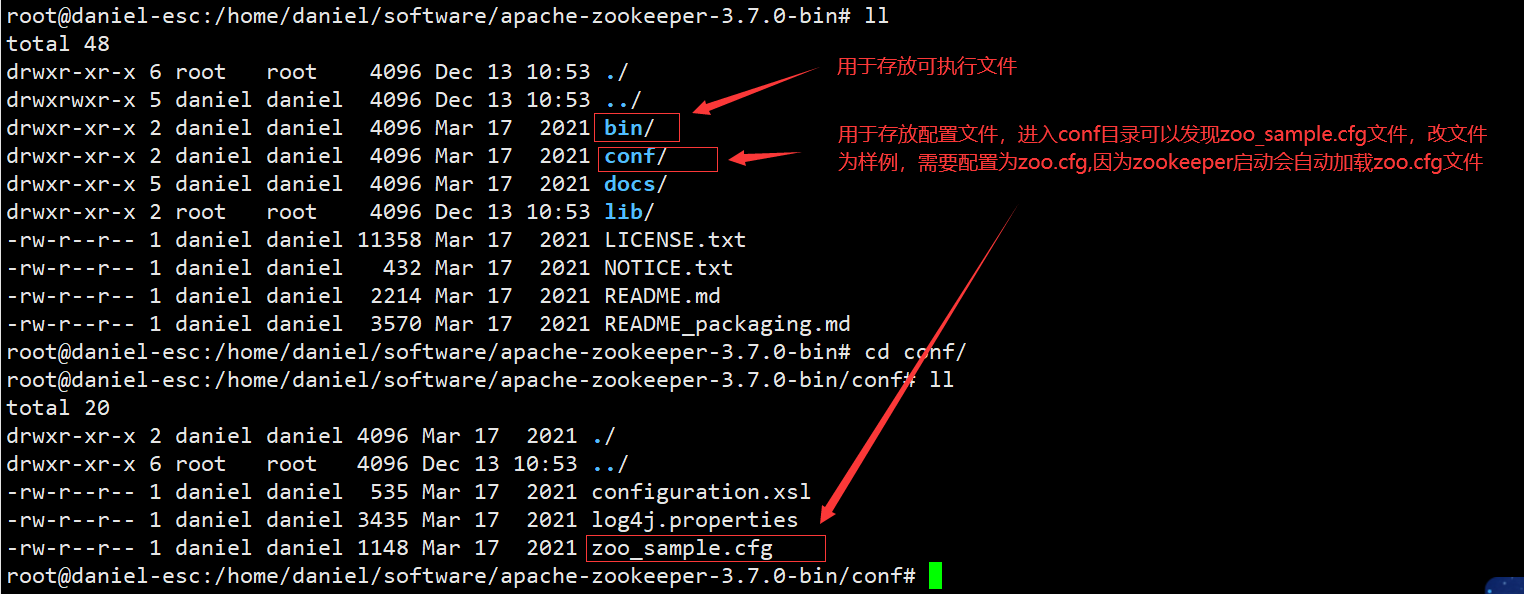 root@daniel-esc:/home/daniel/software/apache-zookeeper-3.7.0-bin# ll
total 48
drwxr-xr-x 6 root   root    4096 Dec 13 10:53 ./
用于存放可执行文件
drwxrwxr-x 5 daniel daniel  4096 Dec 13 10:53 ../
drwxr-xr-x 2 daniel daniel  4096 Mar 17  2021 bin/
用于存放配置文件，进入conf目录可以发现zoo_sample.cfg文件，改文件
drwxr-xr-x 2 daniel daniel  4096 Mar 17  2021 conf/
为样例，需要配置为zoo.cfg,因为zookeeper启动会自动加载zoo.cfg文件
drwxr-xr-x 5 daniel daniel  4096 Mar 17  2021 docs/
drwxr-xr-x 2 root   root    4096 Dec 13 10:53 lib/
-rw-r--r-- 1 daniel daniel 11358 Mar 17  2021 LICENSE.txt
-rw-r--r-- 1 daniel daniel   432 Mar 17  2021 NOTICE.txt
-rw-r--r-- 1 daniel daniel  2214 Mar 17  2021 README.md
-rw-r--r-- 1 daniel daniel  3570 Mar 17  2021 README_packaging.md
root@daniel-esc:/home/daniel/software/apache-zookeeper-3.7.0-bin# cd conf/
root@daniel-esc:/home/daniel/software/apache-zookeeper-3.7.0-bin/conf# ll
total 20
drwxr-xr-x 2 daniel daniel 4096 Mar 17  2021 ./
drwxr-xr-x 6 root   root   4096 Dec 13 10:53 ../
-rw-r--r-- 1 daniel daniel  535 Mar 17  2021 configuration.xsl
-rw-r--r-- 1 daniel daniel 3435 Mar 17  2021 log4j.properties
-rw-r--r-- 1 daniel daniel 1148 Mar 17  2021 zoo_sample.cfg
root@daniel-esc:/home/daniel/software/apache-zookeeper-3.7.0-bin/conf#